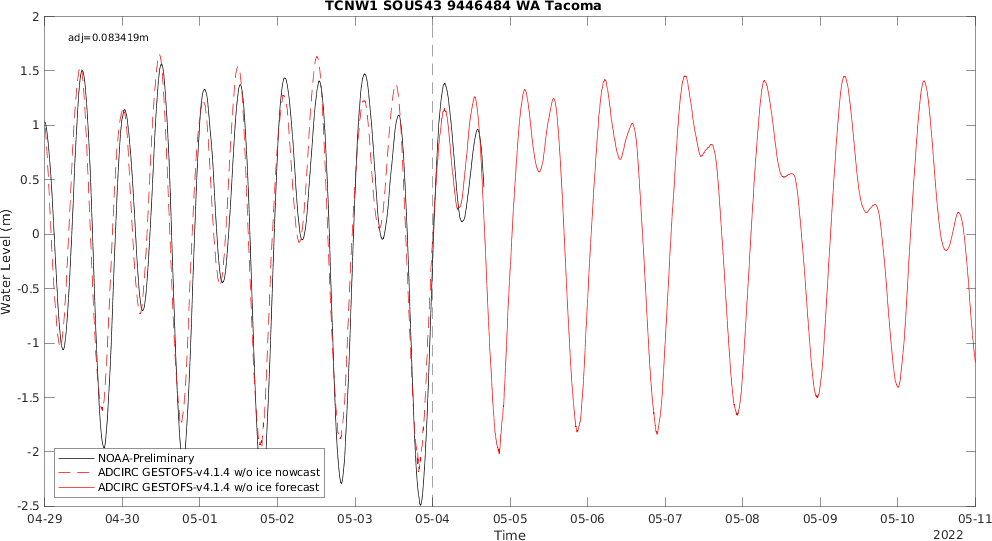 TCNW1 SOUS43 9446484 WA Tacoma
adj=0.083419m
Water Level (m)
2
1.5
1
0.5
0
-0.5
-1
-1.5
-2
-2.5
NOAA-Preliminary
ADCIRC GESTOFS-v4.1.4 w/o ice nowcast
ADCIRC GESTOFS-v4.1.4 w/o ice forecast
04-29 04-30 05-01 05-02 05-03 05-04 05-05 05-06 05-07 05-08 05-09 05-10 05-11
Time
2022